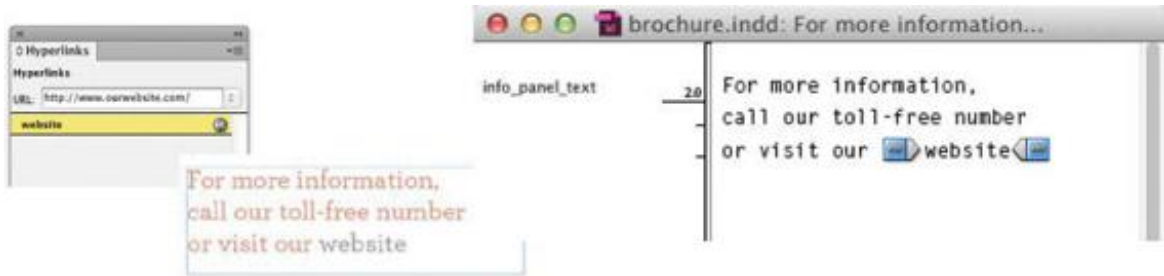 Hyperlinks
Hyperlinks
URL: http://www.ourwebsite.com/
website
For more information,
call our toll-free number
or visit our website
brochure.indd: For more information...
info_panel_text
2.0
For more information,
call our toll-free number
or visit our website